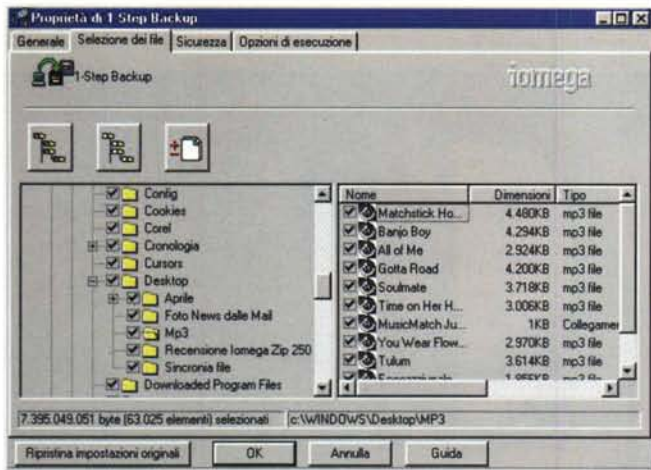 Proprietà di 1-Step Backup
Generale Selezione dei file Sicurezza Opzioni di esecuzione
1-Step Backup
iomega
Config
Cookies
Corel
Cronologia
Cursors
Desktop
Aprile
Foto News dalle Mail
Mp3
Recensione Iomega Zip 250
Sincronia file
Downloaded Program Files
Nome Dimensioni Tipo
Matchstick Ho... 4.480KB mp3 file
Banjo Boy 4.294KB mp3 file
All of Me 2.924KB mp3 file
Gotta Road 4.200KB mp3 file
Soulmate 3.718KB mp3 file
Time on Her H... 3.006KB mp3 file
MusicMatch Ju... 1KB Collegamer
You Wear Flow... 2.970KB mp3 file
Tulum 3.614KB mp3 file
mp3 file
7.395.049.051 byte (63.025 elementi) selezionati c:\WINDOWS\Desktop\MP3
Ripristina impostazioni originali OK Annulla Guida